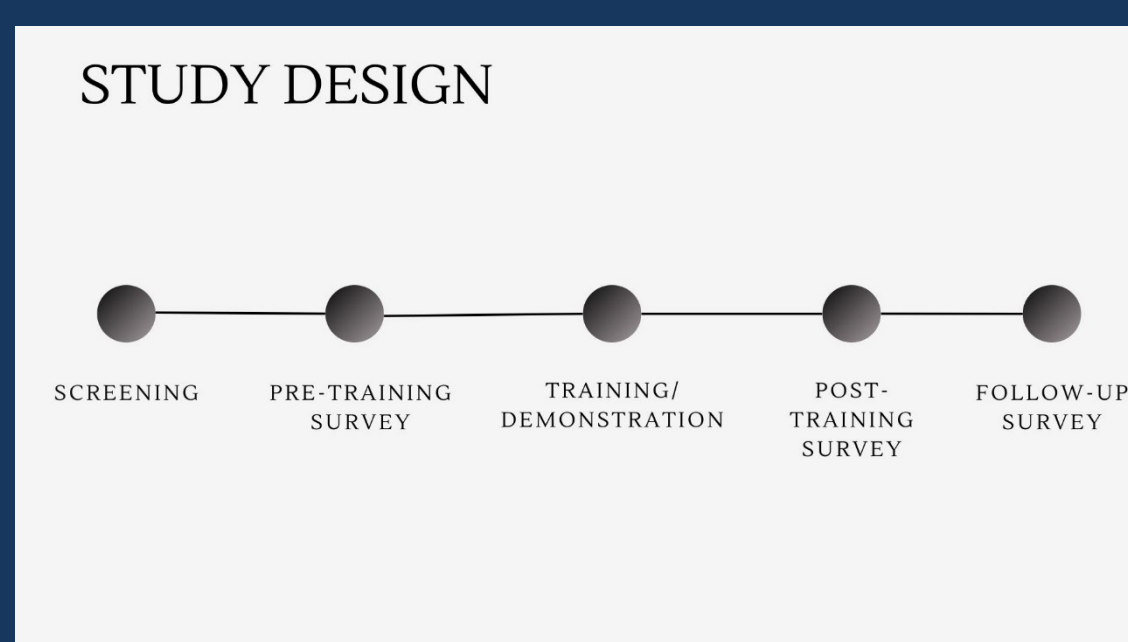 STUDY DESIGN
SCREENING
PRE-TRAINING
SURVEY
TRAINING/
DEMONSTRATION
POST-
TRAINING
SURVEY
FOLLOW-UP
SURVEY